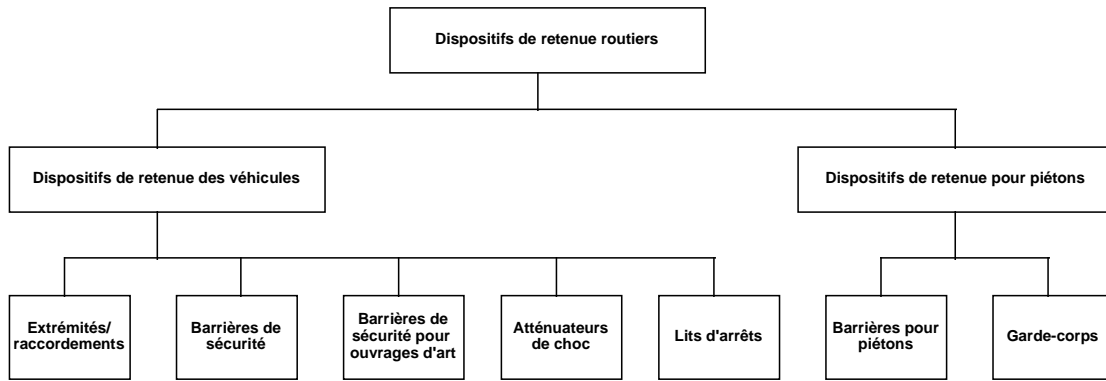 Dispositifs de retenue routiers
Dispositifs de retenue des véhicules
Dispositifs de retenue pour piétons
Extrémités/
raccordements
Barrières de
sécurité
Barrières de
sécurité pour
ouvrages d'art
Atténuateurs
de choc
Lits d'arrêts
Barrières pour
piétons
Garde-corps